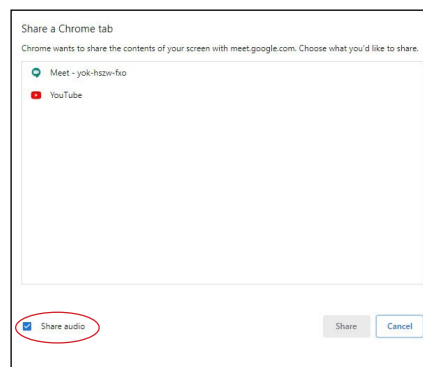 Share a Chrome tab
Chrome wants to share the contents of your screen with meet.google.com. Choose what you'd like to share.
Meet - yok-hszw-fxo
YouTube
Share audio Share Cancel